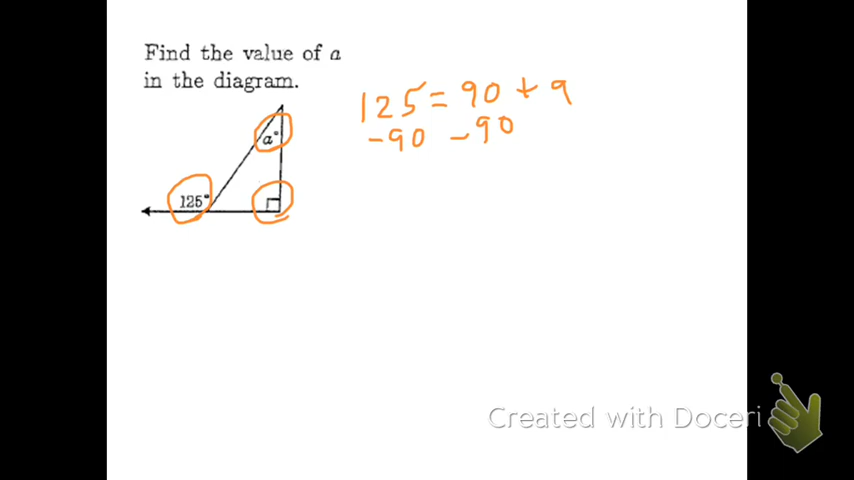 Find the value of a
in the diagram.
125 = 90 + a
-90 -90
a°
125°
Created with Doceri